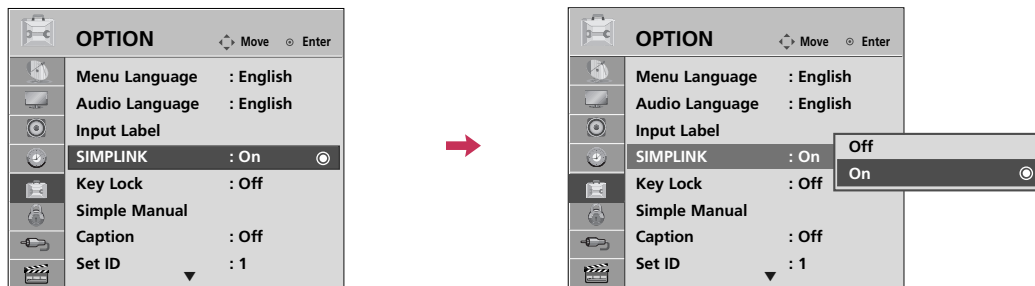 OPTION Move Enter
Menu Language : English
Audio Language : English
Input Label
SIMPLINK : On
Key Lock : Off
Simple Manual
Caption : Off
Set ID : 1
OPTION Move Enter
Menu Language : English
Audio Language : English
Input Label
SIMPLINK : On
Key Lock : Off
Simple Manual
Caption : Off
Set ID : 1
Off
On